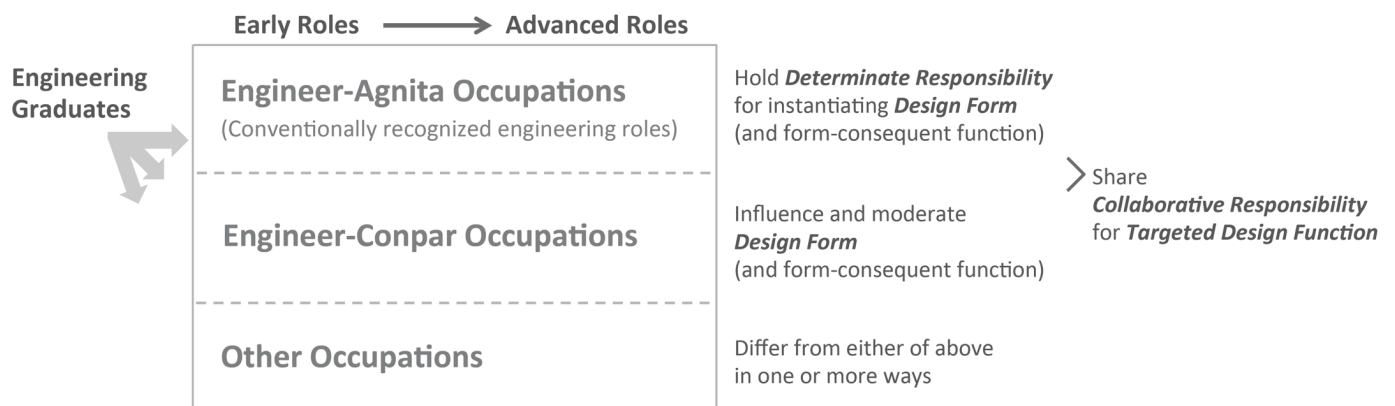 Early Roles Advanced Roles
Engineering
Graduates
Engineer-Agnita Occupations
(Conventionally recognized engineering roles)
Hold Determinate Responsibility
for instantiating Design Form
(and form-consequent function)
Engineer-Conpar Occupations
Influence and moderate
Design Form
(and form-consequent function)
Share
Collaborative Responsibility
for Targeted Design Function
Other Occupations
Differ from either of above
in one or more ways